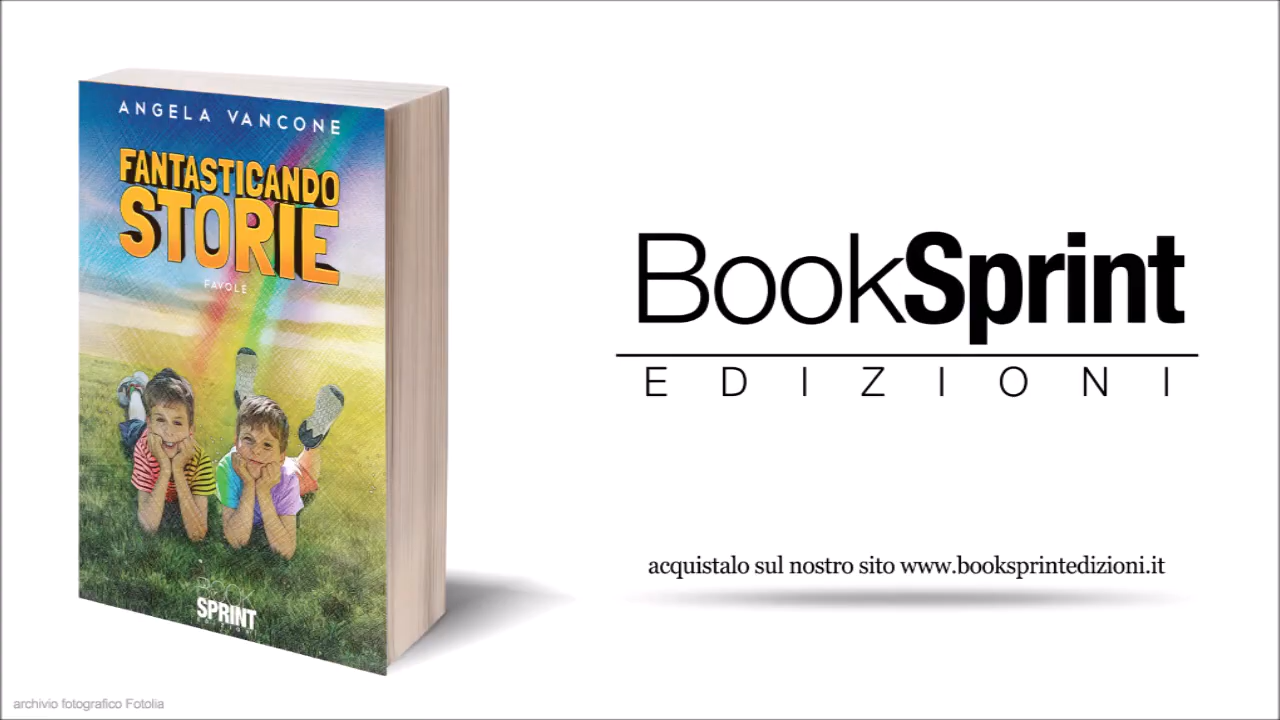 ANGELA VANCONE
FANTASTICANDO
STORIE
FAVOLE
BOOK
SPRINT
EDIZIONI
BookSprint
EDIZIONI
acquistalo sul nostro sito www.booksprintedizioni.it
archivio fotografico Fotolia